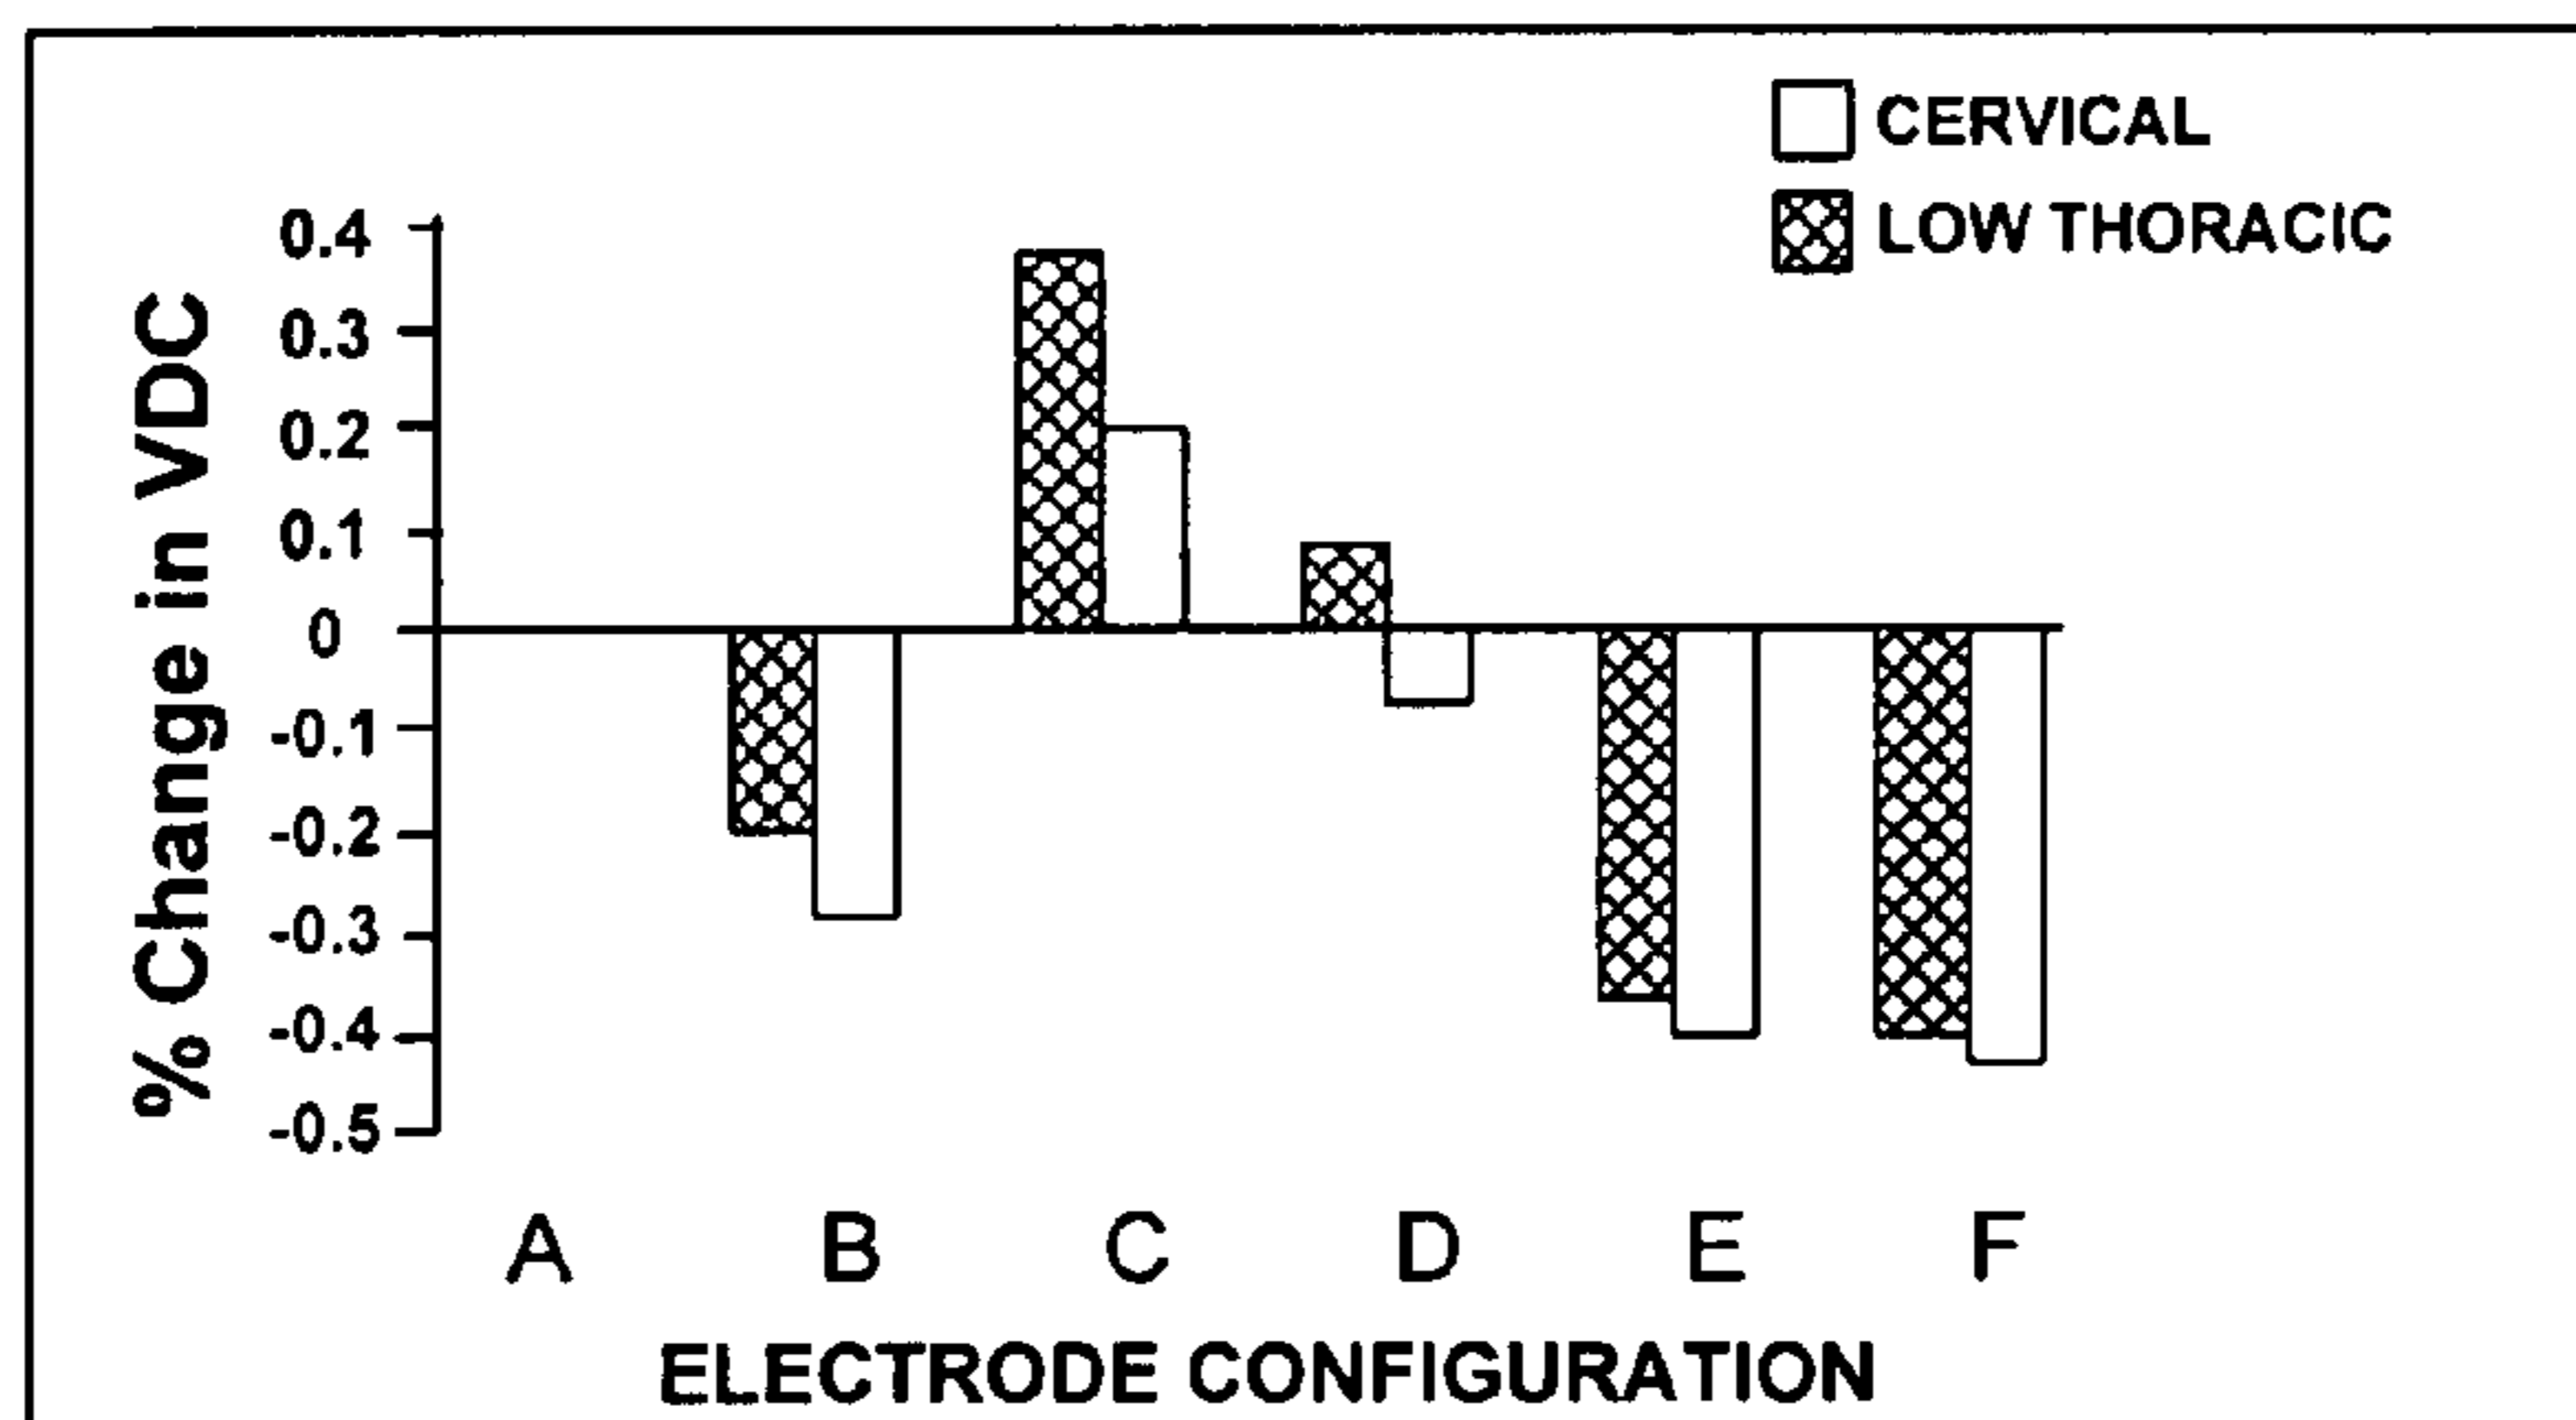 CERVICAL
LOW THORACIC
% Change in VDC
0.4
0.3
0.2
0.1
0
-0.1
-0.2
-0.3
-0.4
-0.5
A B C D E F
ELECTRODE CONFIGURATION